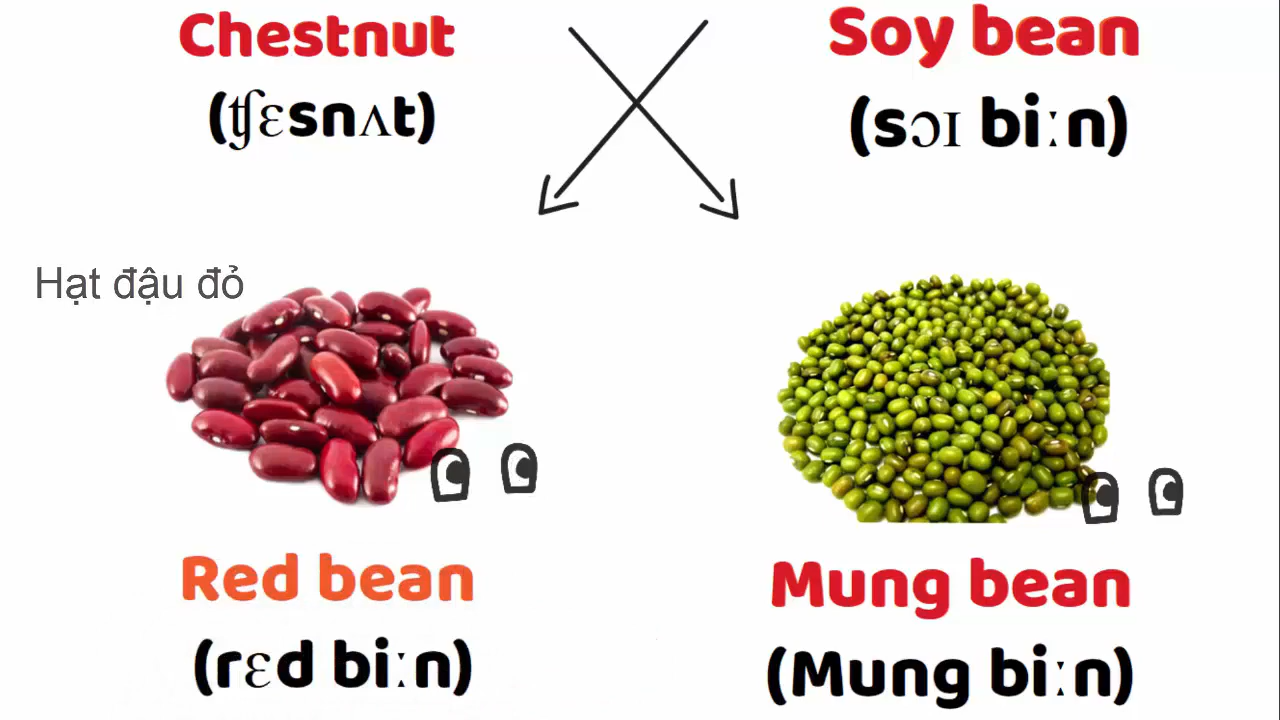 Chestnut
(ʧɛsnʌt)
Soy bean
(sɔɪ biːn)
Hạt đậu đỏ
Red bean
(rɛd biːn)
Mung bean
(Mung biːn)